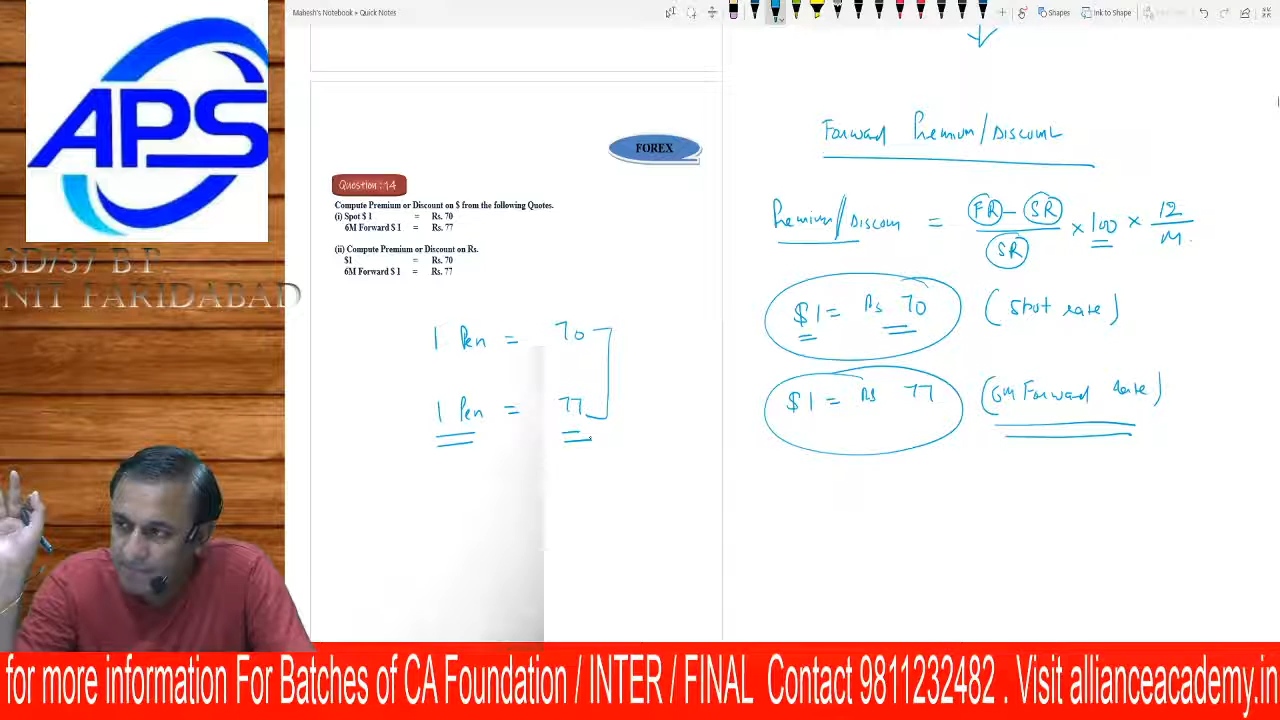 Mahesh's Notebook » Quick Notes
Shapes
Ink to Shape
APS
3D/37 B.P.
NIT FARIDABAD
FOREX
Question : 14
Compute Premium or Discount on $ from the following Quotes.
(i) Spot $ 1 = Rs. 70
6M Forward $ 1 = Rs. 77
(ii) Compute Premium or Discount on Rs.
$1 = Rs. 70
6M Forward $ 1 = Rs. 77
1 Pen = 70
1 Pen = 77
Forward Premium/Discount
Premium/Discount = FR - SR / SR × 100 × 12 / m.
$1 = Rs 70 (Spot rate)
$1 = Rs 77 (6m Forward rate)
for more information For Batches of CA Foundation / INTER / FINAL Contact 9811232482 . Visit allianceacademy.in